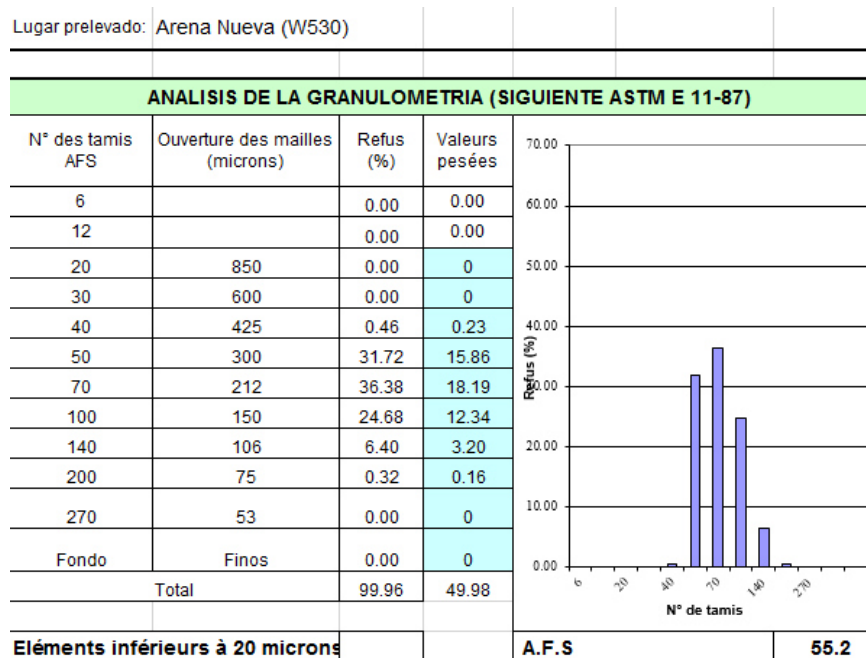 Lugar prelevado: Arena Nueva (W530)
ANALISIS DE LA GRANULOMETRIA (SIGUIENTE ASTM E 11-87)
N° des tamis AFS Ouverture des mailles (microns) Refus (%) Valeurs pesées
6 0.00 0.00
12 0.00 0.00
20 850 0.00 0
30 600 0.00 0
40 425 0.46 0.23
50 300 31.72 15.86
70 212 36.38 18.19
100 150 24.68 12.34
140 106 6.40 3.20
200 75 0.32 0.16
270 53 0.00 0
Fondo Finos 0.00 0
Total 99.96 49.98
70.00
60.00
50.00
40.00
30.00
20.00
10.00
0.00
Refus (%)
6 20 40 70 140 270
N° de tamis
Eléments inférieurs à 20 microns A.F.S 55.2